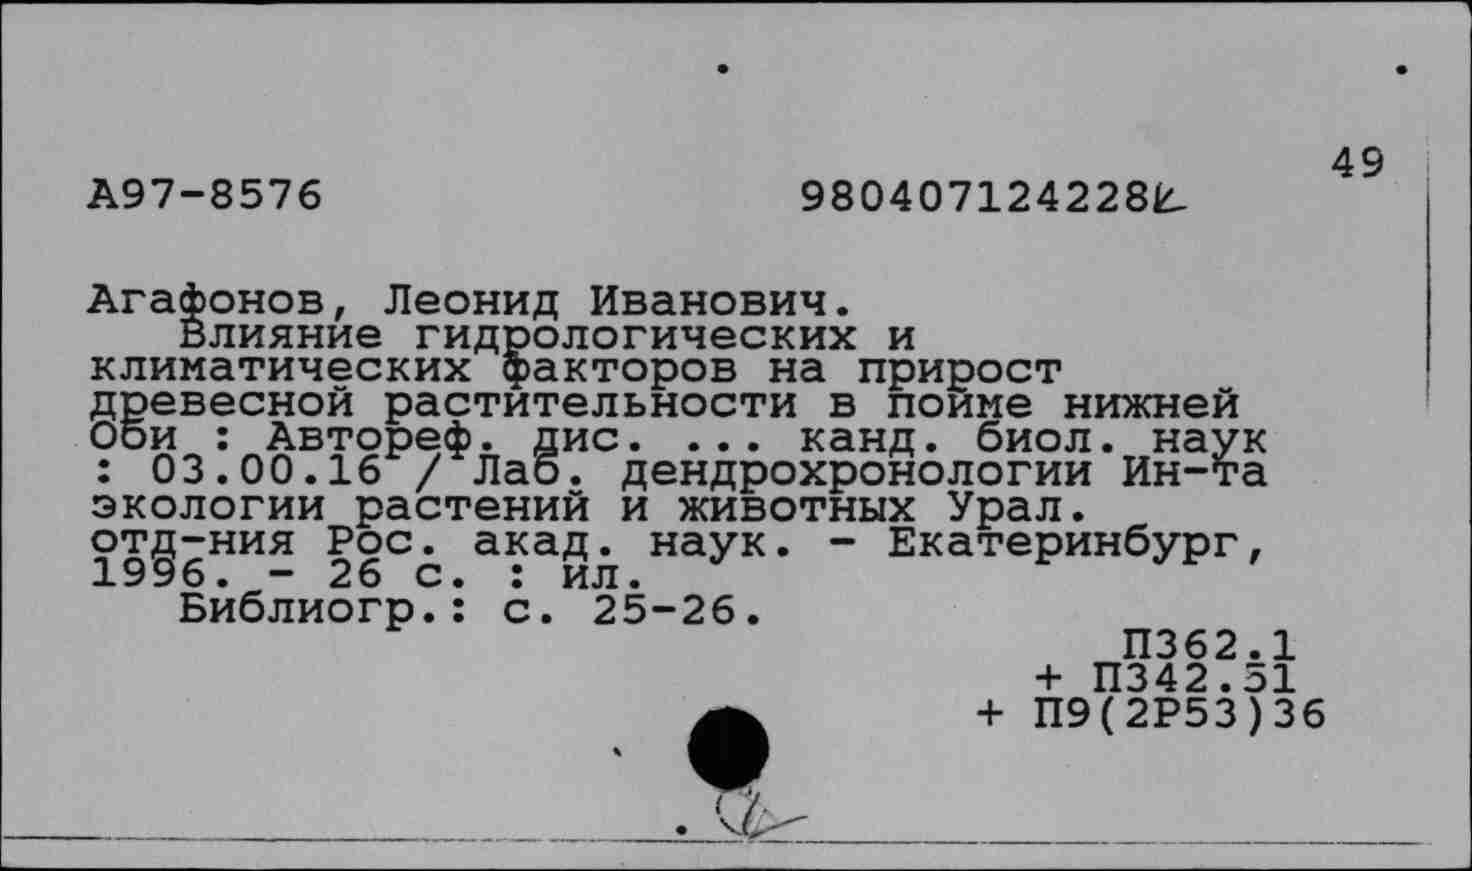 49
А97-8576 980407124228
Агафонов, Леонид Иванович.
Влияние гидрологических и
климатических факторов на прирост
древесной растительности в пойме нижней
Оби : Автореф. дис. ... канд. биол. наук
: 03.00.16 / Лаб. дендрохронологии Ин-та
экологии растений и животных Урал.
отд-ния Рос. акад. наук. - Екатеринбург,
1996. - 26 с. : ил.
Библиогр.: с. 25-26.
П362.1
+ П342.51
+ П9(2Р53)36